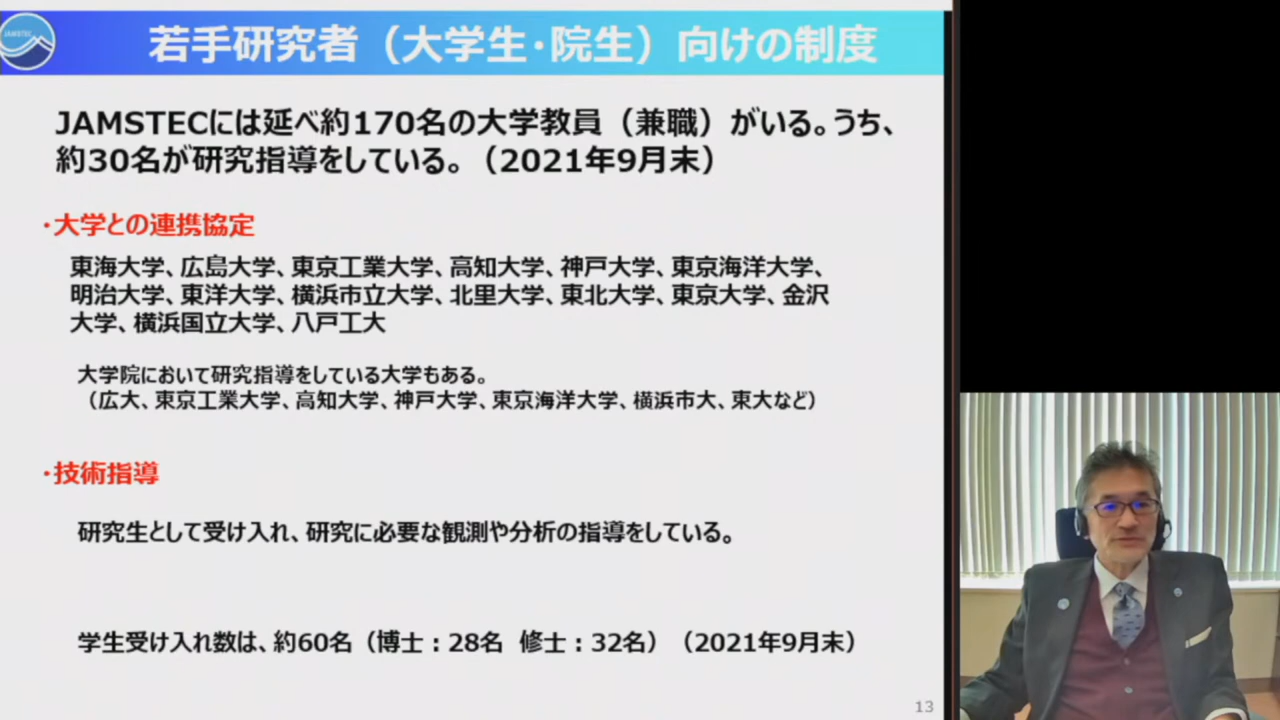 JAMSTEC
若手研究者（大学生・院生）向けの制度
JAMSTECには延べ約170名の大学教員（兼職）がいる。うち、
約30名が研究指導をしている。（2021年9月末）
・大学との連携協定
東海大学、広島大学、東京工業大学、高知大学、神戸大学、東京海洋大学、
明治大学、東洋大学、横浜市立大学、北里大学、東北大学、東京大学、金沢
大学、横浜国立大学、八戸工大
大学院において研究指導をしている大学もある。
（広大、東京工業大学、高知大学、神戸大学、東京海洋大学、横浜市大、東大など）
・技術指導
研究生として受け入れ、研究に必要な観測や分析の指導をしている。
学生受け入れ数は、約60名（博士：28名 修士：32名）（2021年9月末）
13